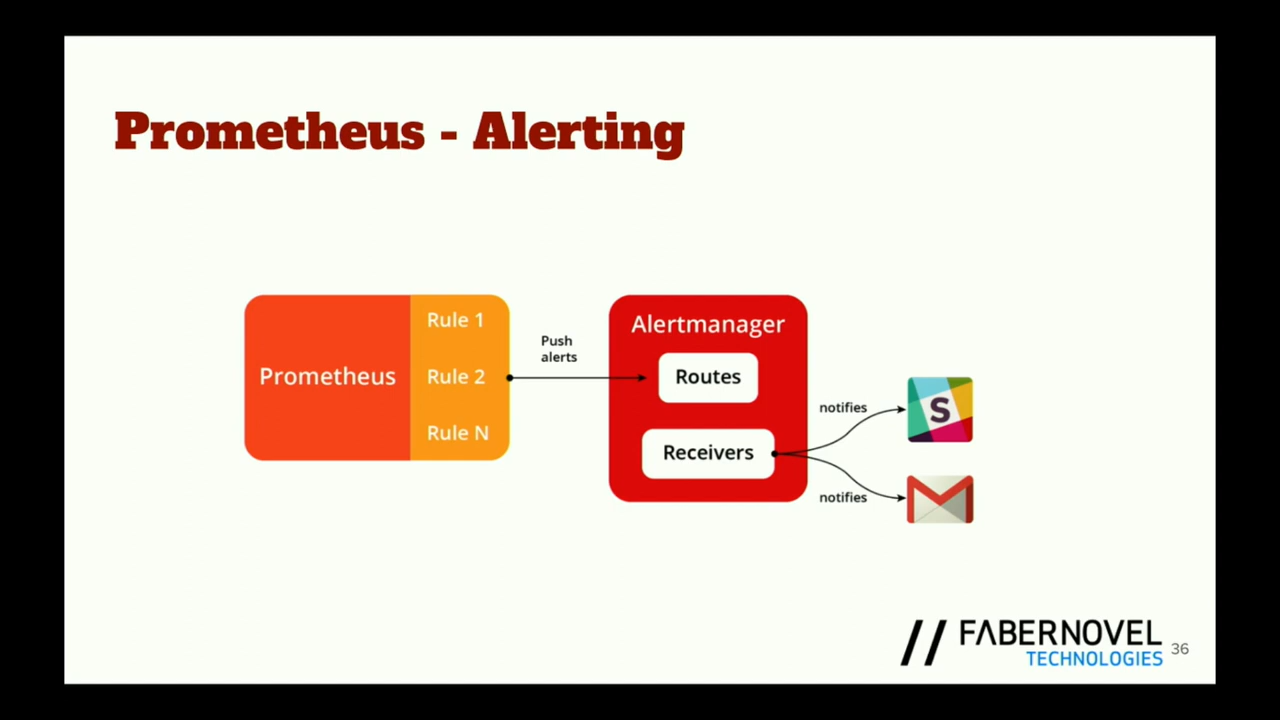 Prometheus - Alerting
Prometheus
Rule 1
Rule 2
Rule N
Push
alerts
Alertmanager
Routes
Receivers
notifies
notifies
S
// FABERNOVEL
TECHNOLOGIES
36